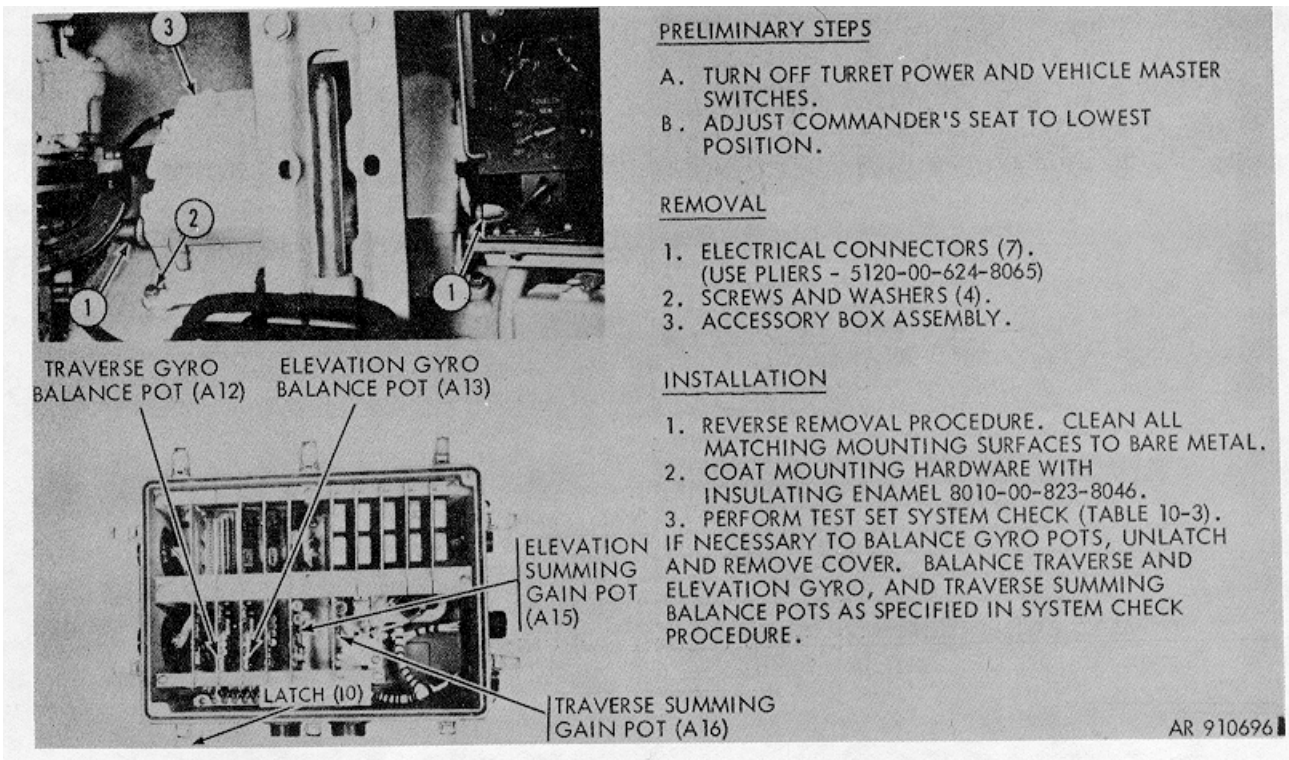 3
2
1
1
TRAVERSE GYRO
BALANCE POT (A12)
ELEVATION GYRO
BALANCE POT (A13)
ELEVATION
SUMMING
GAIN POT
(A15)
LATCH (10)
TRAVERSE SUMMING
GAIN POT (A16)
PRELIMINARY STEPS
A. TURN OFF TURRET POWER AND VEHICLE MASTER
SWITCHES.
B. ADJUST COMMANDER'S SEAT TO LOWEST
POSITION.
REMOVAL
1. ELECTRICAL CONNECTORS (7).
(USE PLIERS - 5120-00-624-8065)
2. SCREWS AND WASHERS (4).
3. ACCESSORY BOX ASSEMBLY.
INSTALLATION
1. REVERSE REMOVAL PROCEDURE. CLEAN ALL
MATCHING MOUNTING SURFACES TO BARE METAL.
2. COAT MOUNTING HARDWARE WITH
INSULATING ENAMEL 8010-00-823-8046.
3. PERFORM TEST SET SYSTEM CHECK (TABLE 10-3).
IF NECESSARY TO BALANCE GYRO POTS, UNLATCH
AND REMOVE COVER. BALANCE TRAVERSE AND
ELEVATION GYRO, AND TRAVERSE SUMMING
BALANCE POTS AS SPECIFIED IN SYSTEM CHECK
PROCEDURE.
AR 910696